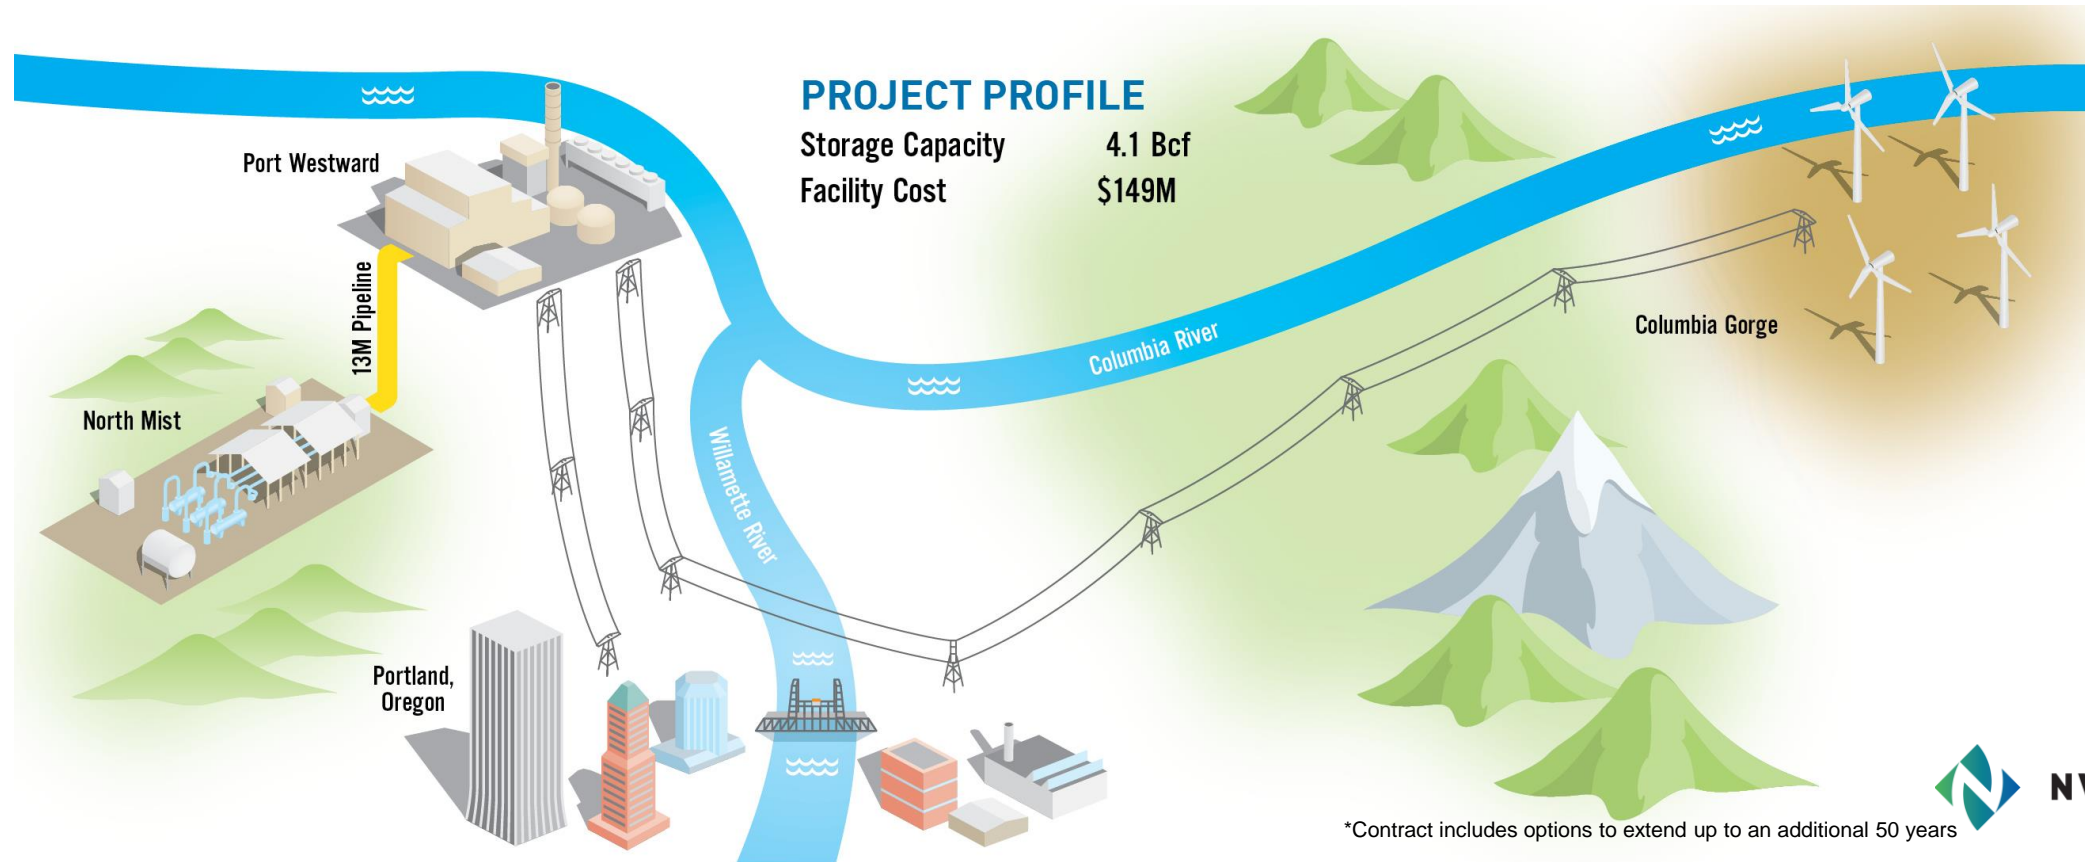 PROJECT PROFILE
Storage Capacity 4.1 Bcf
Facility Cost $149M
Port Westward
13M Pipeline
North Mist
Columbia River
Columbia Gorge
Willamette River
Portland,
Oregon
*Contract includes options to extend up to an additional 50 years